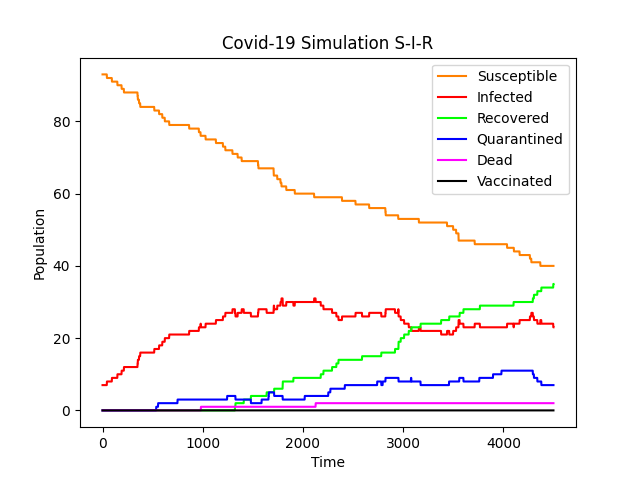 Covid-19 Simulation S-I-R
Susceptible
Infected
Recovered
Quarantined
Dead
Vaccinated
Population
80
60
40
20
0
0 1000 2000 3000 4000
Time